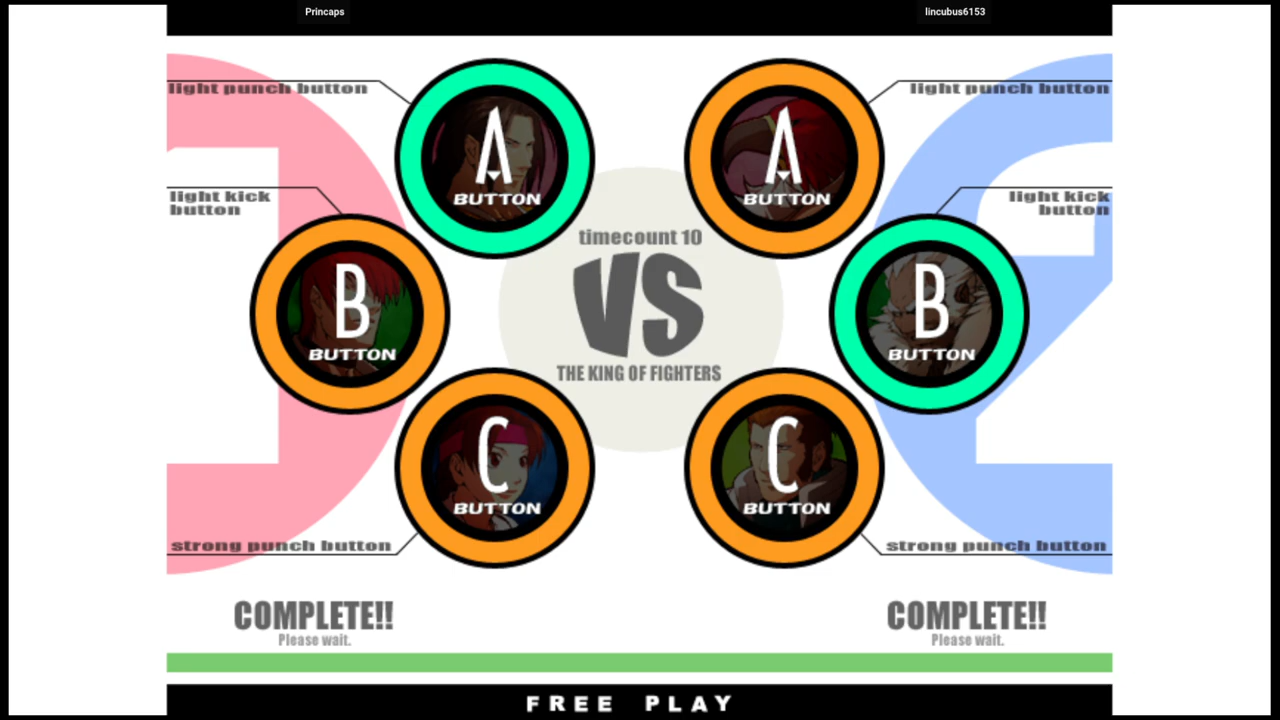 Princaps
lincubus6153
light punch button
light punch button
A
BUTTON
A
BUTTON
light kick
button
light kick
button
timecount 10
VS
THE KING OF FIGHTERS
B
BUTTON
B
BUTTON
C
BUTTON
C
BUTTON
strong punch button
strong punch button
COMPLETE!!
Please wait.
COMPLETE!!
Please wait.
FREE PLAY